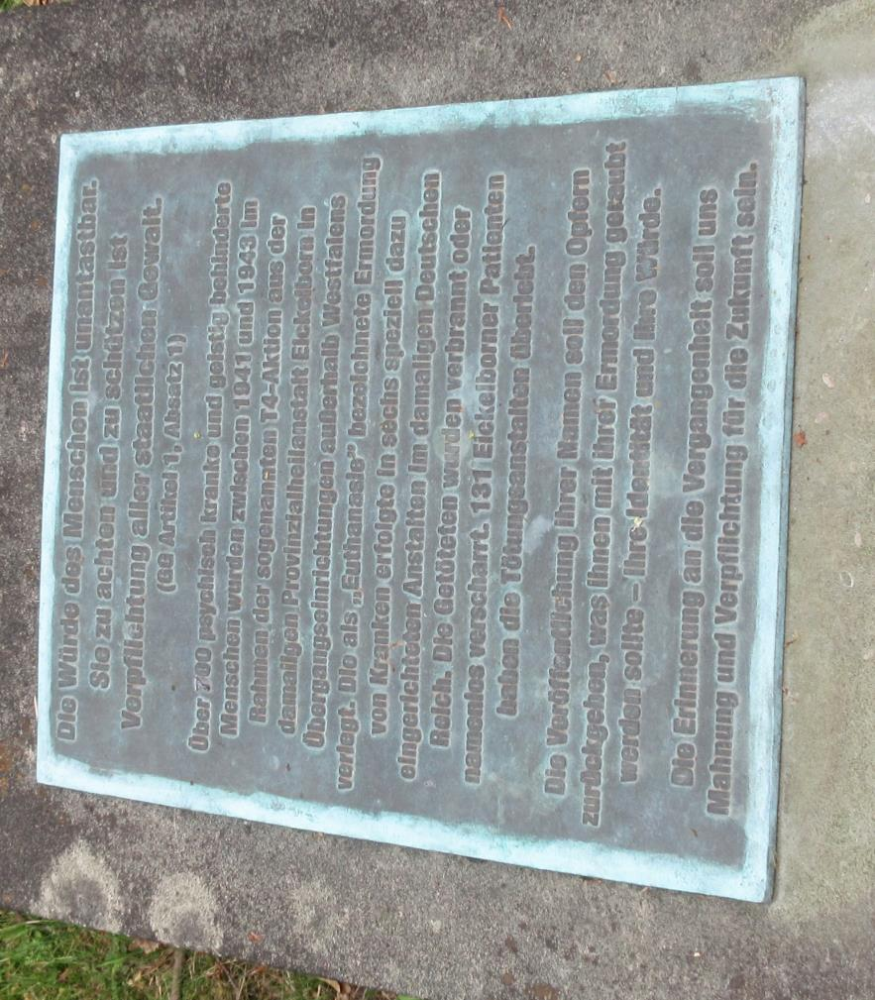 Die Würde des Menschen ist unantastbar.
Sie zu achten und zu schützen ist
Verpflichtung aller staatlichen Gewalt.
(GG Artikel 1, Absatz 1)
Über 700 psychisch kranke und geistig behinderte
Menschen wurden zwischen 1941 und 1943 im
Rahmen der sogenannten T4-Aktion aus der
damaligen Provinzialheilanstalt Eickelborn in
Übergangseinrichtungen außerhalb Westfalens
verlegt. Die als „Euthanasie” bezeichnete Ermordung
von Kranken erfolgte in sechs speziell dazu
eingerichteten Anstalten im damaligen Deutschen
Reich. Die Getöteten wurden verbrannt oder
namenlos verscharrt. 131 Eickelborner Patienten
haben die Tötungsanstalten überlebt.
Die Veröffentlichung ihrer Namen soll den Opfern
zurückgeben, was ihnen mit ihrer Ermordung geraubt
werden sollte – ihre Identität und ihre Würde.
Die Erinnerung an die Vergangenheit soll uns
Mahnung und Verpflichtung für die Zukunft sein.